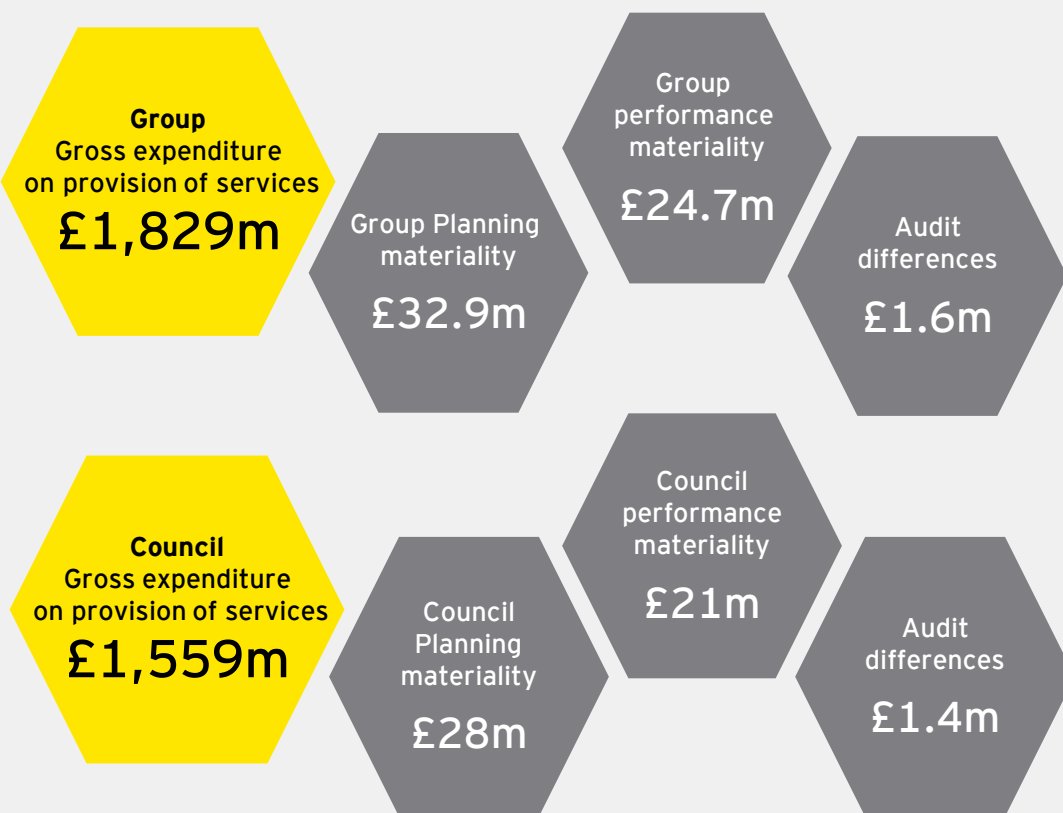 Group
Gross expenditure
on provision of services
£1,829m
Group Planning
materiality
£32.9m
Group
performance
materiality
£24.7m
Audit
differences
£1.6m
Council
Gross expenditure
on provision of services
£1,559m
Council
Planning
materiality
£28m
Council
performance
materiality
£21m
Audit
differences
£1.4m